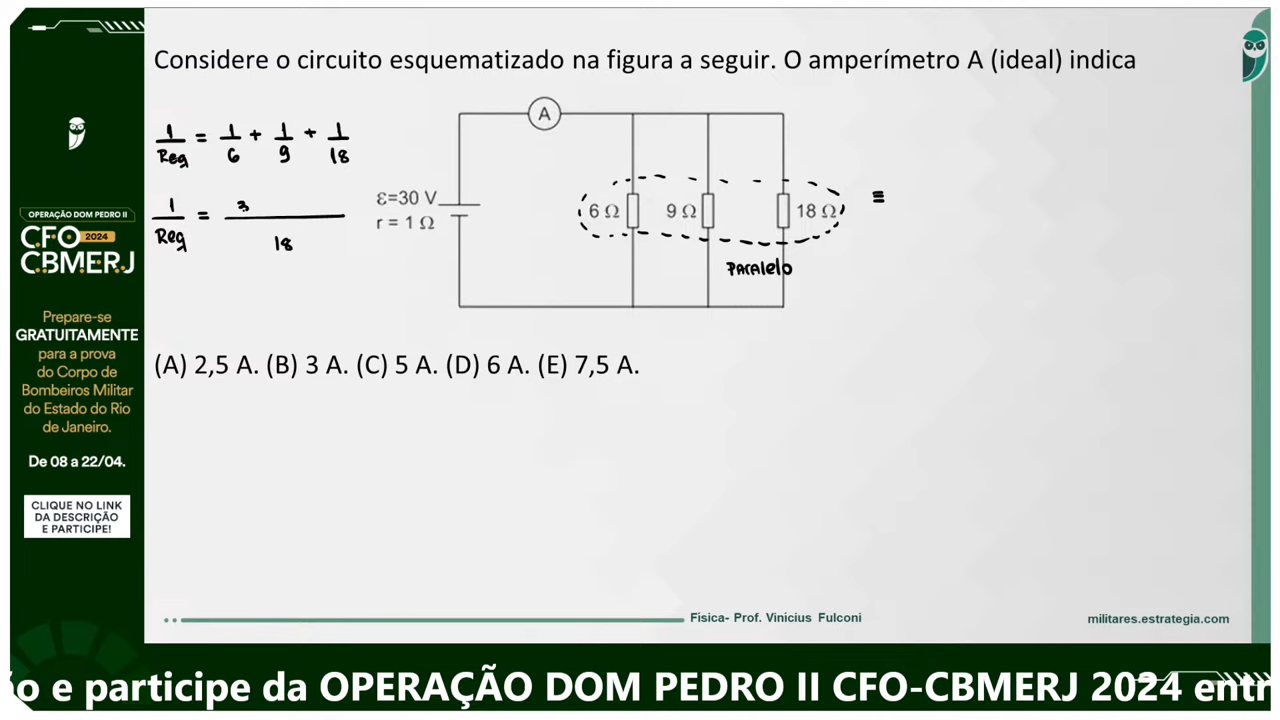 Considere o circuito esquematizado na figura a seguir. O amperímetro A (ideal) indica
1/Req = 1/6 + 1/9 + 1/18
1/Req = 3 /18
A
ε=30 V
r = 1 Ω
6 Ω
9 Ω
18 Ω
≡
PARALELO
(A) 2,5 A. (B) 3 A. (C) 5 A. (D) 6 A. (E) 7,5 A.
OPERAÇÃO DOM PEDRO II
CFO 2024
CBMERJ
Prepare-se
GRATUITAMENTE
para a prova
do Corpo de
Bombeiros Militar
do Estado do Rio
de Janeiro.
De 08 a 22/04.
CLIQUE NO LINK
DA DESCRIÇÃO
E PARTICIPE!
Física- Prof. Vinícius Fulconi
militares.estrategia.com
ão e participe da OPERAÇÃO DOM PEDRO II CFO-CBMERJ 2024 entr